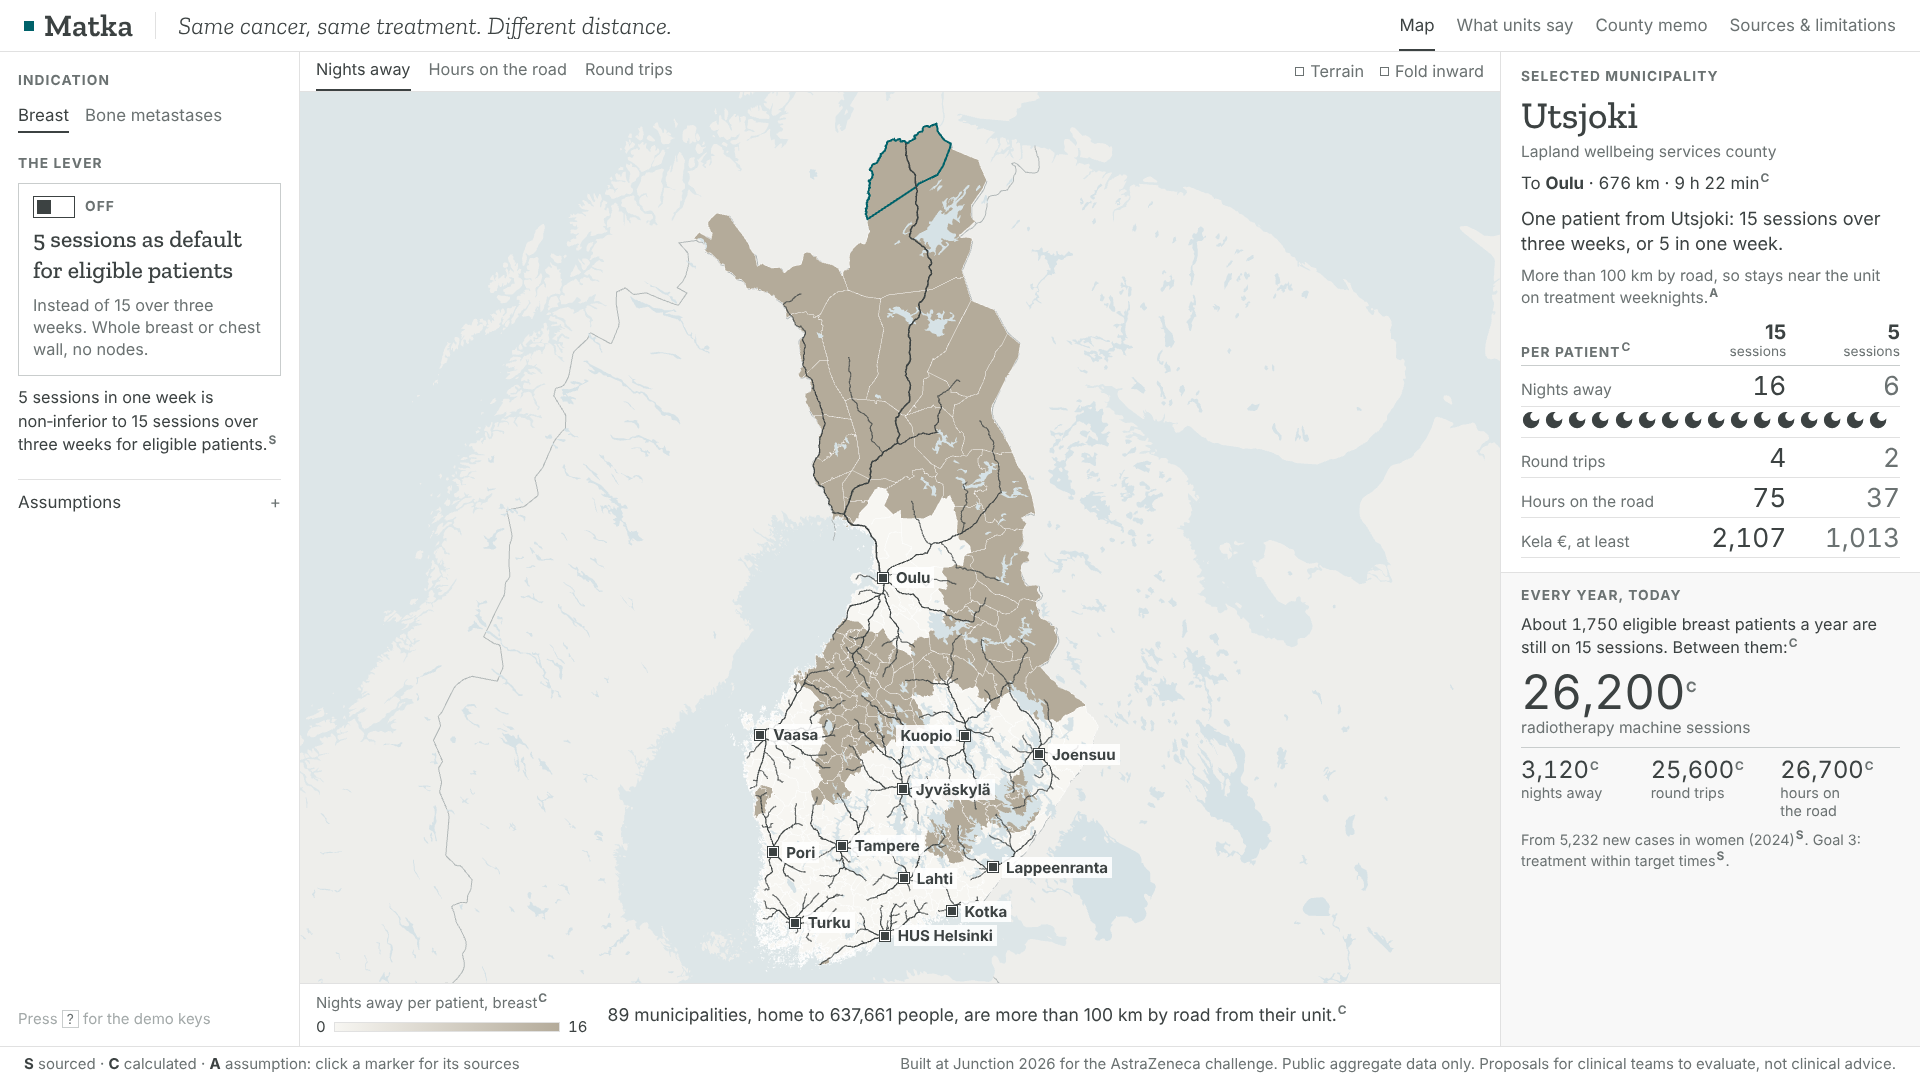 Matka
Same cancer, same treatment. Different distance.
Map
What units say
County memo
Sources & limitations
INDICATION
Breast
Bone metastases
THE LEVER
OFF
5 sessions as default
for eligible patients
Instead of 15 over three
weeks. Whole breast or chest
wall, no nodes.
5 sessions in one week is
non-inferior to 15 sessions over
three weeks for eligible patients.S
Assumptions
+
Press ? for the demo keys
Nights away
Hours on the road
Round trips
Terrain
Fold inward
Oulu
Vaasa
Kuopio
Joensuu
Jyväskylä
Tampere
Pori
Lappeenranta
Lahti
Kotka
Turku
HUS Helsinki
Nights away per patient, breastC
0
16
89 municipalities, home to 637,661 people, are more than 100 km by road from their unit.C
SELECTED MUNICIPALITY
Utsjoki
Lapland wellbeing services county
To Oulu · 676 km · 9 h 22 minC
One patient from Utsjoki: 15 sessions over
three weeks, or 5 in one week.
More than 100 km by road, so stays near the unit
on treatment weeknights.A
PER PATIENTC
15
sessions
5
sessions
Nights away
16
6
Round trips
4
2
Hours on the road
75
37
Kela €, at least
2,107
1,013
EVERY YEAR, TODAY
About 1,750 eligible breast patients a year are
still on 15 sessions. Between them:C
26,200C
radiotherapy machine sessions
3,120C
nights away
25,600C
round trips
26,700C
hours on
the road
From 5,232 new cases in women (2024)S. Goal 3:
treatment within target timesS.
S sourced · C calculated · A assumption: click a marker for its sources
Built at Junction 2026 for the AstraZeneca challenge. Public aggregate data only. Proposals for clinical teams to evaluate, not clinical advice.